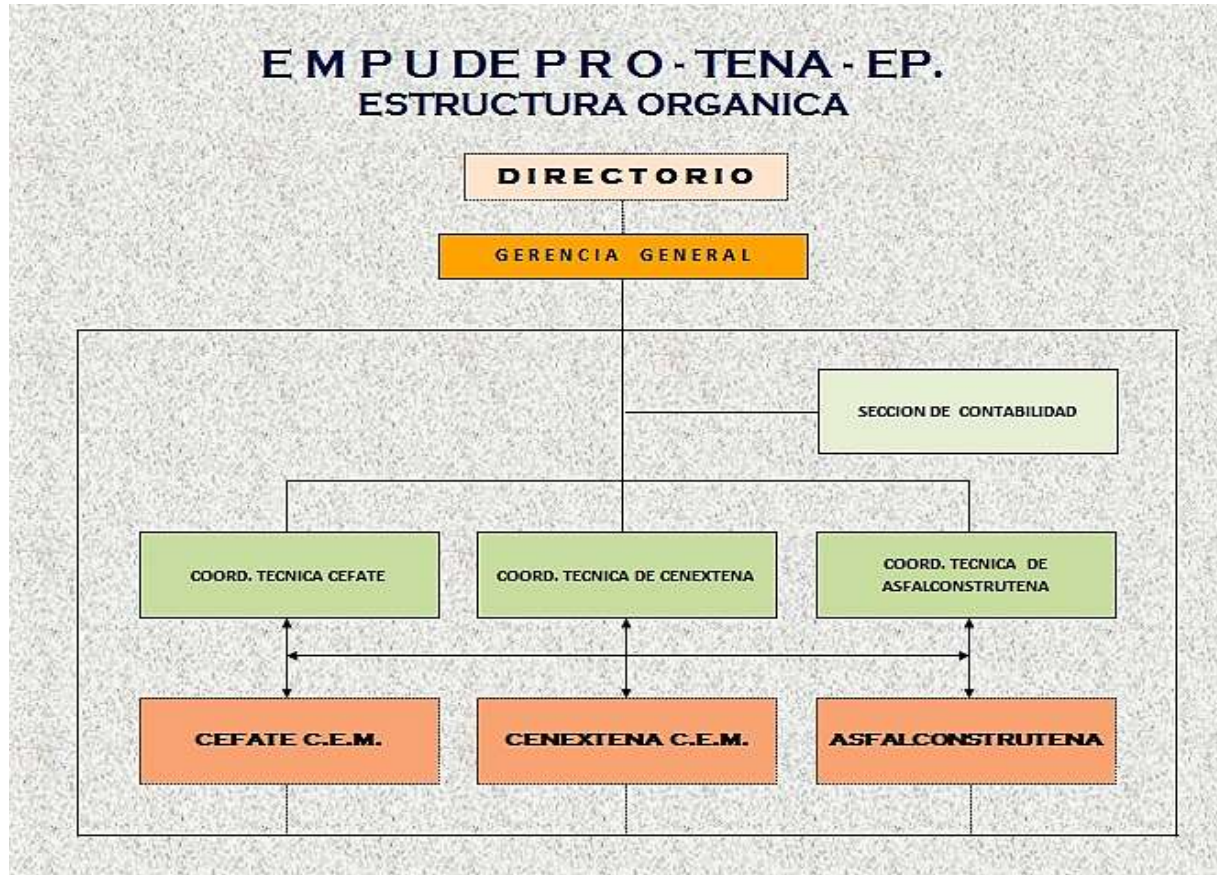 E M P U DE P R O - TENA - EP.
ESTRUCTURA ORGANICA
DIRECTORIO
GERENCIA GENERAL
SECCION DE CONTABILIDAD
COORD. TECNICA CEFATE
COORD. TECNICA DE CENEXTENA
COORD. TECNICA DE
ASFALCONSTRUTENA
CEFATE C.E.M.
CENEXTENA C.E.M.
ASFALCONSTRUTENA